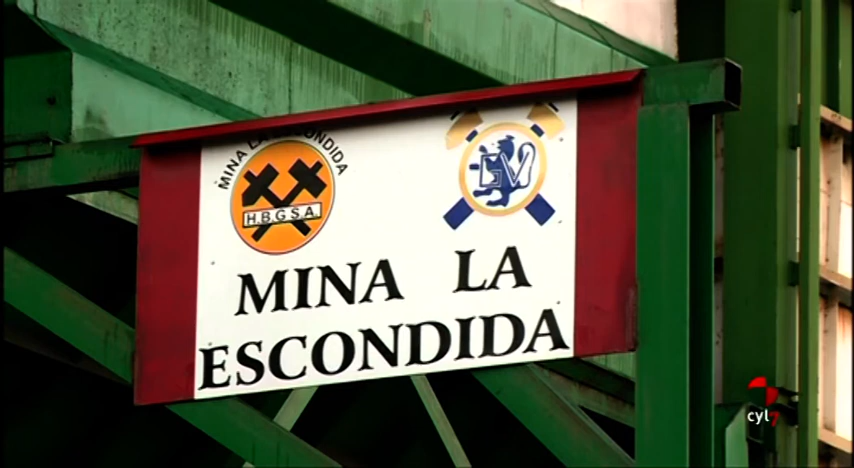 MINA LA ESCONDIDA
H.B.G.S.A.
GV
MINA LA
ESCONDIDA
cyl7